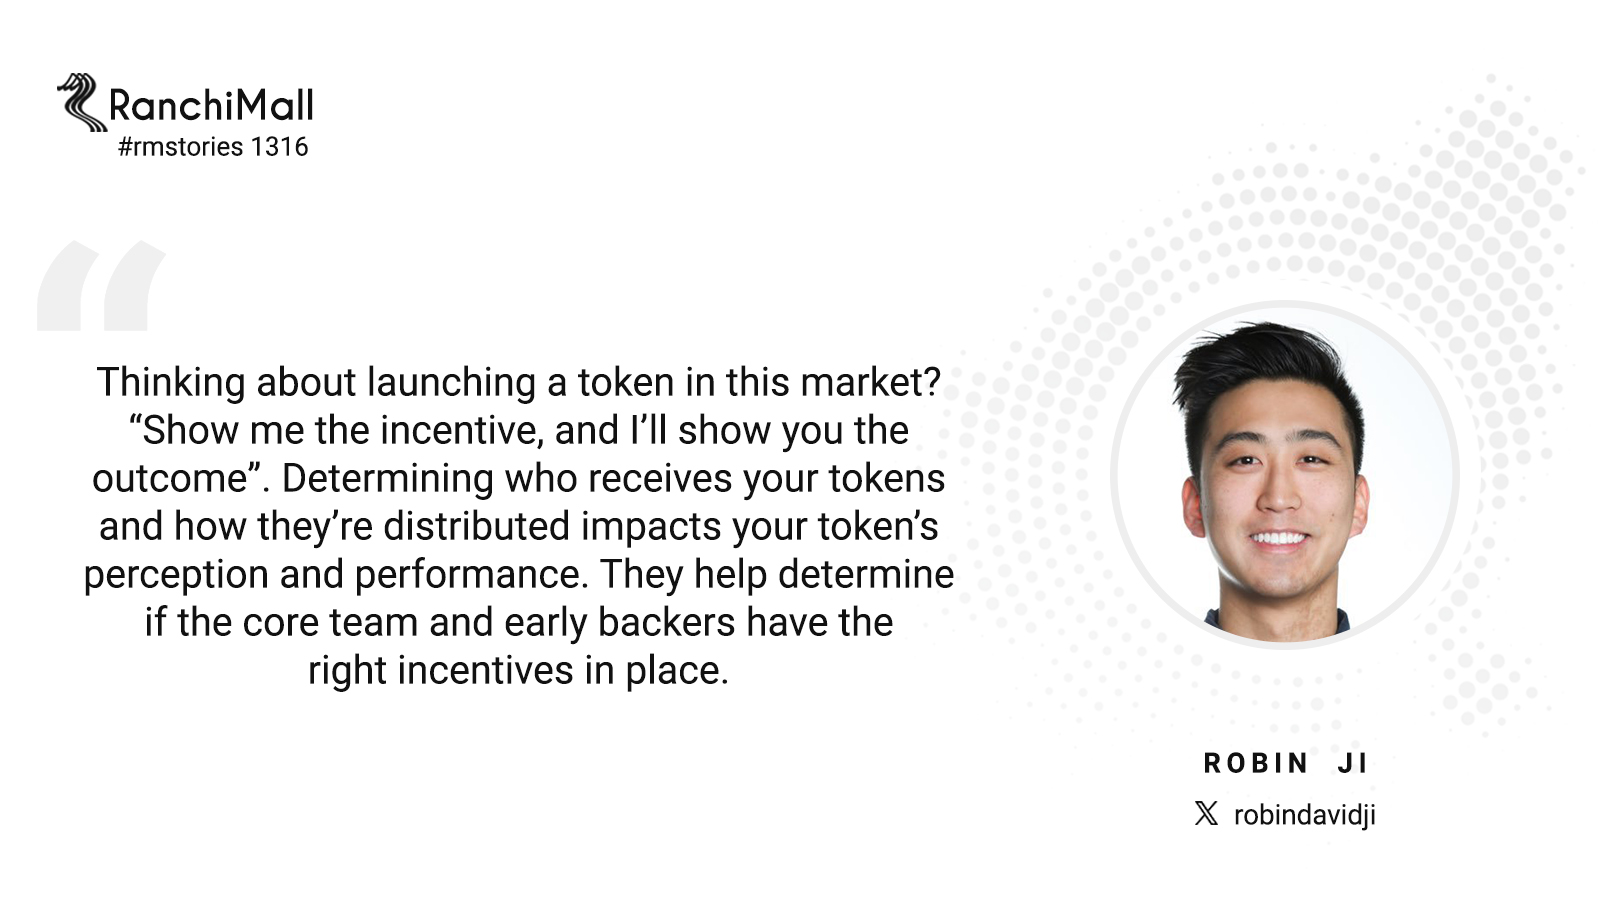 RanchiMall
#rmstories 1316
“
Thinking about launching a token in this market?
“Show me the incentive, and I’ll show you the
outcome”. Determining who receives your tokens
and how they’re distributed impacts your token’s
perception and performance. They help determine
if the core team and early backers have the
right incentives in place.
ROBIN JI
𝕏 robindavidji